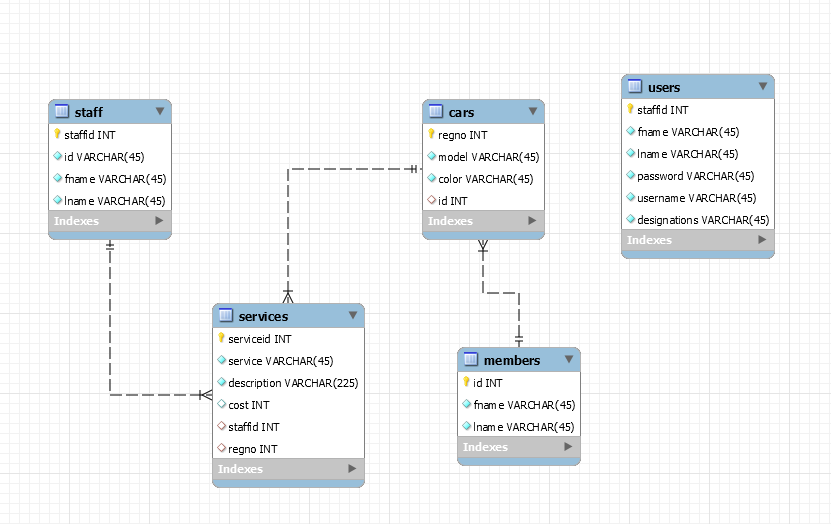 staff
staffid INT
id VARCHAR(45)
fname VARCHAR(45)
lname VARCHAR(45)
Indexes
cars
regno INT
model VARCHAR(45)
color VARCHAR(45)
id INT
Indexes
users
staffid INT
fname VARCHAR(45)
lname VARCHAR(45)
password VARCHAR(45)
username VARCHAR(45)
designations VARCHAR(45)
Indexes
services
serviceid INT
service VARCHAR(45)
description VARCHAR(225)
cost INT
staffid INT
regno INT
Indexes
members
id INT
fname VARCHAR(45)
lname VARCHAR(45)
Indexes